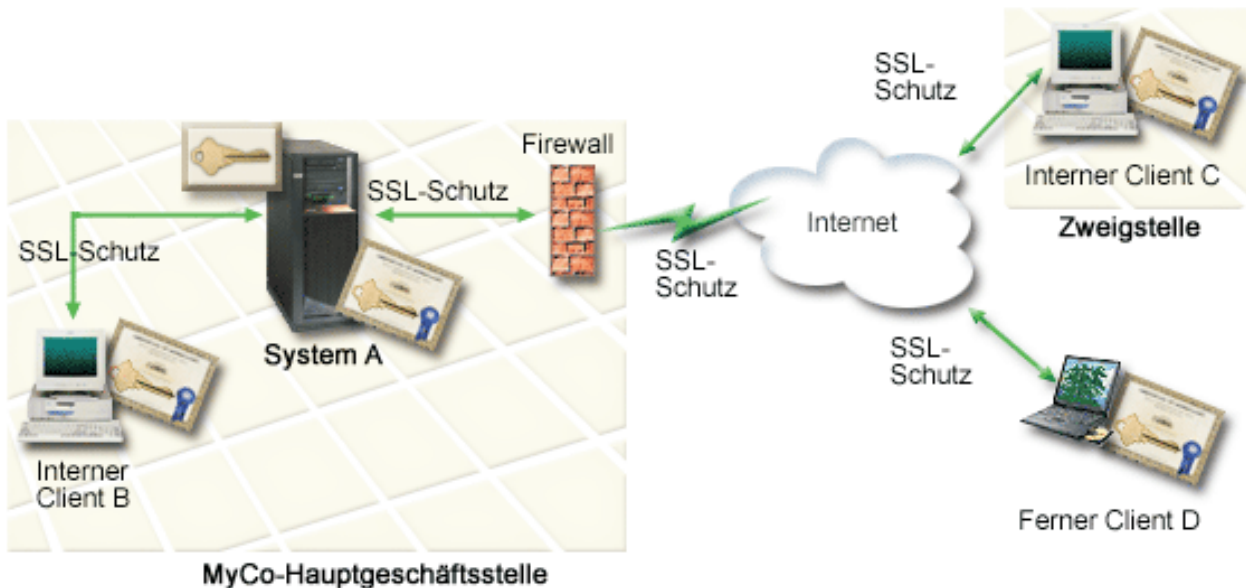 SSL-
Schutz
Firewall
SSL-Schutz
Interner Client C
Zweigstelle
Internet
SSL-Schutz
SSL-
Schutz
System A
SSL-
Schutz
Interner
Client B
Ferner Client D
MyCo-Hauptgeschäftsstelle